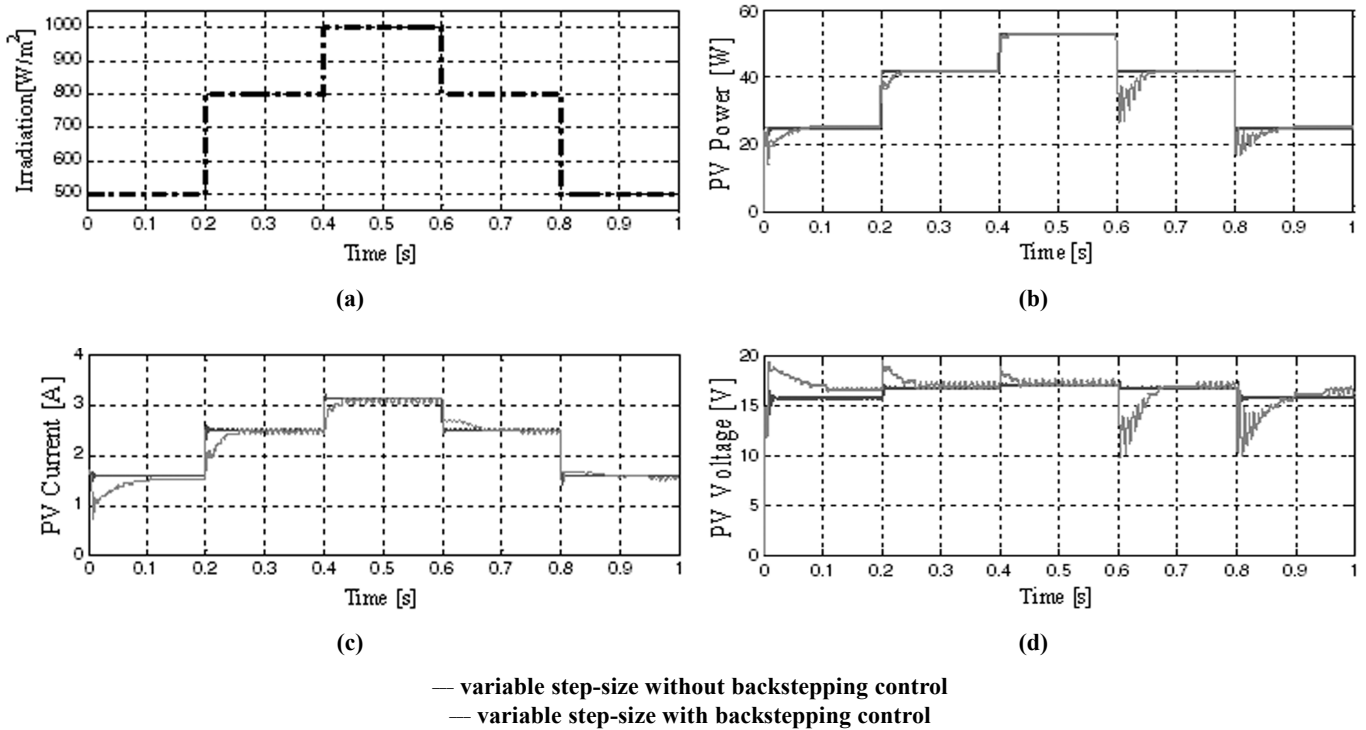 1000
900
800
700
600
500
Irradiation[W/m²]
0 0.1 0.2 0.3 0.4 0.5 0.6 0.7 0.8 0.9 1
Time [s]
(a)
60
40
20
0
PV Power [W]
0 0.1 0.2 0.3 0.4 0.5 0.6 0.7 0.8 0.9 1
Time [s]
(b)
4
3
2
1
0
PV Current [A]
0 0.1 0.2 0.3 0.4 0.5 0.6 0.7 0.8 0.9 1
Time [s]
(c)
20
15
10
5
0
PV Voltage [V]
0 0.1 0.2 0.3 0.4 0.5 0.6 0.7 0.8 0.9 1
Time [s]
(d)
— variable step-size without backstepping control
— variable step-size with backstepping control